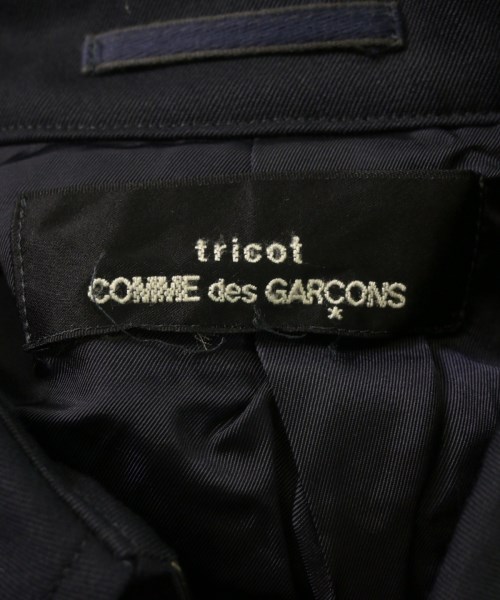 tricot
COMME des GARÇONS
*